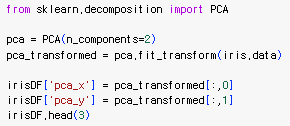 from sklearn.decomposition import PCA
pca = PCA(n_components=2)
pca_transformed = pca.fit_transform(iris.data)
irisDF['pca_x'] = pca_transformed[:,0]
irisDF['pca_y'] = pca_transformed[:,1]
irisDF.head(3)